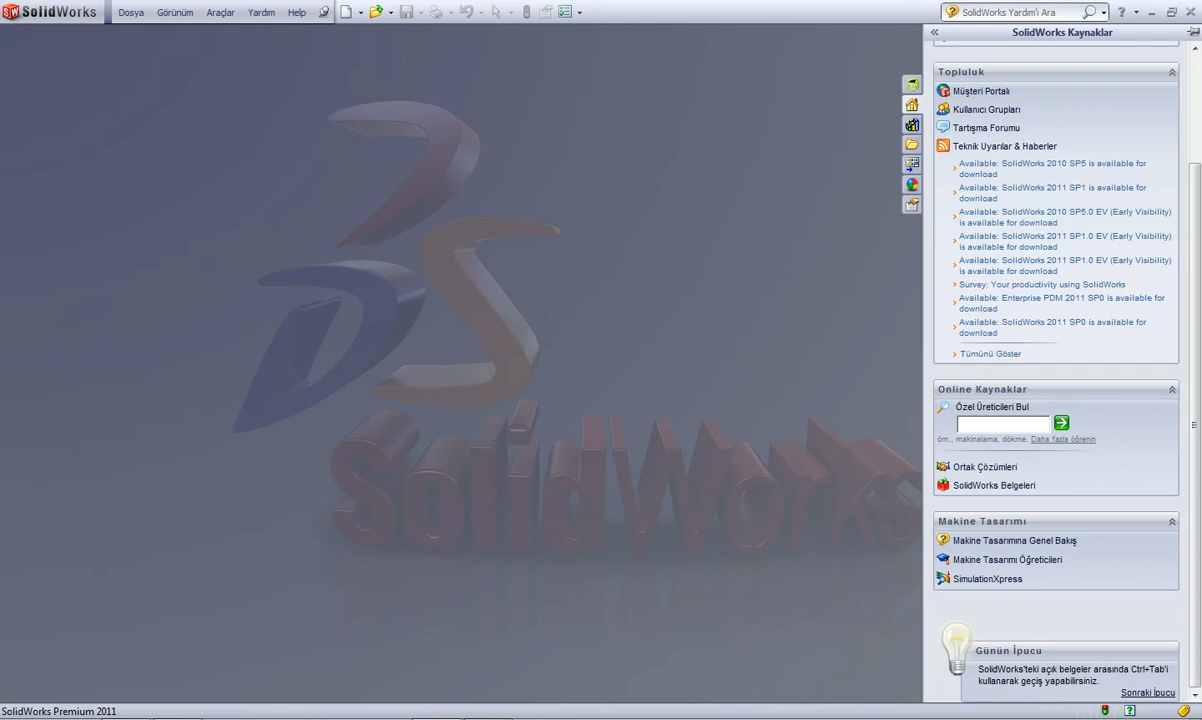 SolidWorks Dosya Görünüm Araçlar Yardım Help SolidWorks Yardım'ı Ara
SolidWorks Kaynaklar
Topluluk
Müşteri Portalı
Kullanıcı Grupları
Tartışma Forumu
Teknik Uyarılar & Haberler
Available: SolidWorks 2010 SP5 is available for
download
Available: SolidWorks 2011 SP1 is available for
download
Available: SolidWorks 2010 SP5.0 EV (Early Visibility)
is available for download
Available: SolidWorks 2011 SP1.0 EV (Early Visibility)
is available for download
Available: SolidWorks 2011 SP1.0 EV (Early Visibility)
is available for download
Survey: Your productivity using SolidWorks
Available: Enterprise PDM 2011 SP0 is available for
download
Available: SolidWorks 2011 SP0 is available for
download
Tümünü Göster
Online Kaynaklar
Özel Üreticileri Bul
örn., makinalama, dökme. Daha fazla öğrenin
Ortak Çözümleri
SolidWorks Belgeleri
Makine Tasarımı
Makine Tasarımına Genel Bakış
Makine Tasarımı Öğreticileri
SimulationXpress
Günün İpucu
SolidWorks'teki açık belgeler arasında Ctrl+Tab'i
kullanarak geçiş yapabilirsiniz.
Sonraki İpucu
DS
SolidWorks
SolidWorks Premium 2011